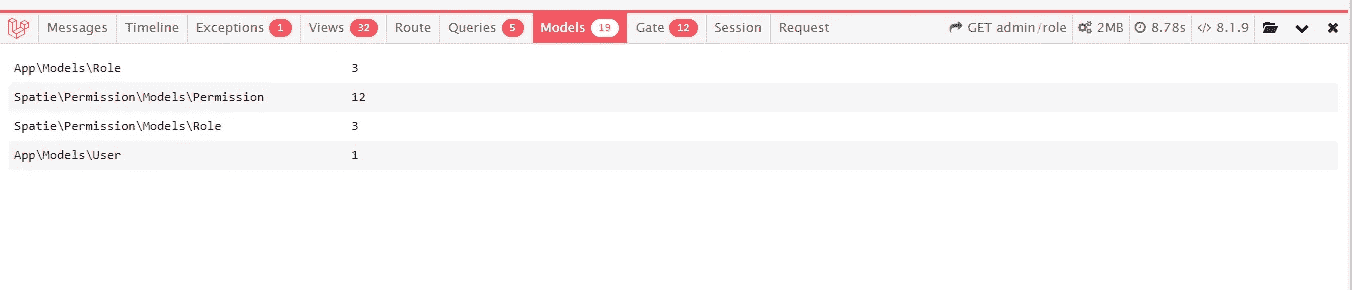 Messages Timeline Exceptions 1 Views 32 Route Queries 5 Models 19 Gate 12 Session Request GET admin/role 2MB 8.78s </> 8.1.9
App\Models\Role 3
Spatie\Permission\Models\Permission 12
Spatie\Permission\Models\Role 3
App\Models\User 1